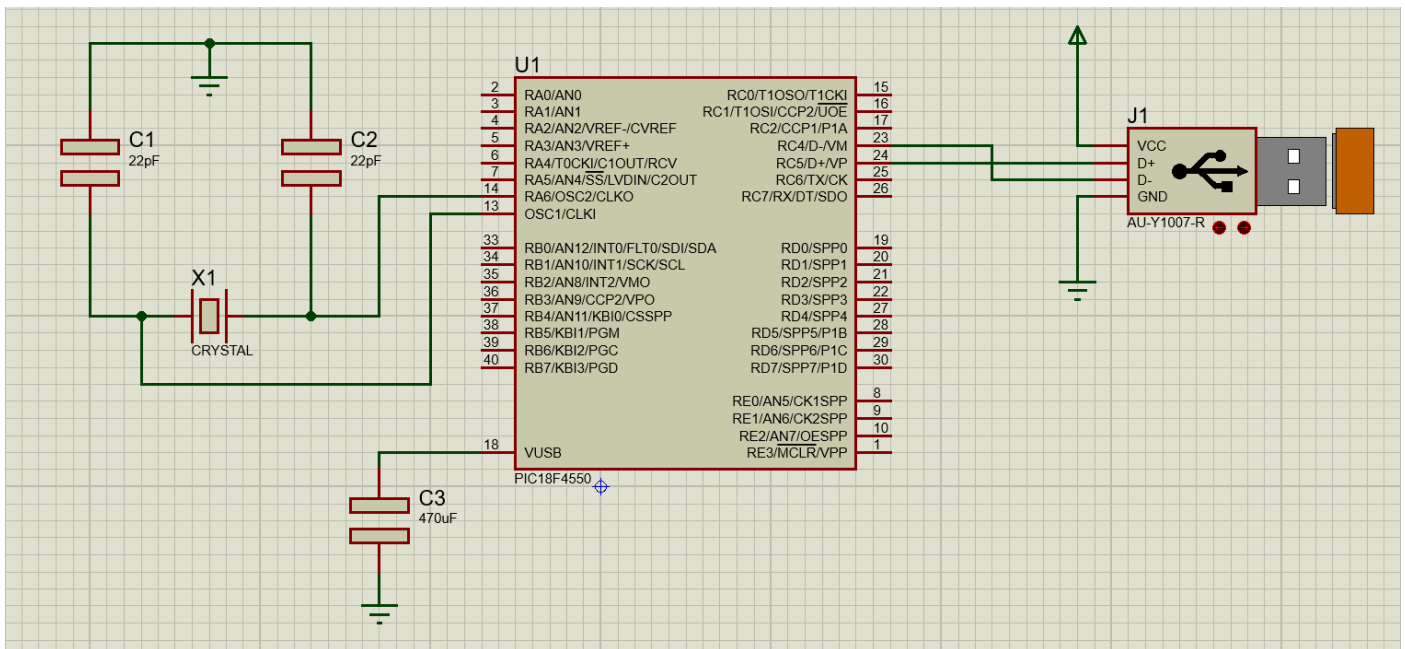 U1
C1
22pF
C2
22pF
X1
CRYSTAL
2 RA0/AN0
3 RA1/AN1
4 RA2/AN2/VREF-/CVREF
5 RA3/AN3/VREF+
6 RA4/T0CKI/C1OUT/RCV
7 RA5/AN4/SS/LVDIN/C2OUT
14 RA6/OSC2/CLKO
13 OSC1/CLKI
33 RB0/AN12/INT0/FLT0/SDI/SDA
34 RB1/AN10/INT1/SCK/SCL
35 RB2/AN8/INT2/VMO
36 RB3/AN9/CCP2/VPO
37 RB4/AN11/KBI0/CSSPP
38 RB5/KBI1/PGM
39 RB6/KBI2/PGC
40 RB7/KBI3/PGD
18 VUSB
RC0/T1OSO/T1CKI 15
RC1/T1OSI/CCP2/UOE 16
RC2/CCP1/P1A 17
RC4/D-/VM 23
RC5/D+/VP 24
RC6/TX/CK 25
RC7/RX/DT/SDO 26
RD0/SPP0 19
RD1/SPP1 20
RD2/SPP2 21
RD3/SPP3 22
RD4/SPP4 27
RD5/SPP5/P1B 28
RD6/SPP6/P1C 29
RD7/SPP7/P1D 30
RE0/AN5/CK1SPP 8
RE1/AN6/CK2SPP 9
RE2/AN7/OESPP 10
RE3/MCLR/VPP 1
PIC18F4550
C3
470uF
J1
VCC
D+
D-
GND
AU-Y1007-R